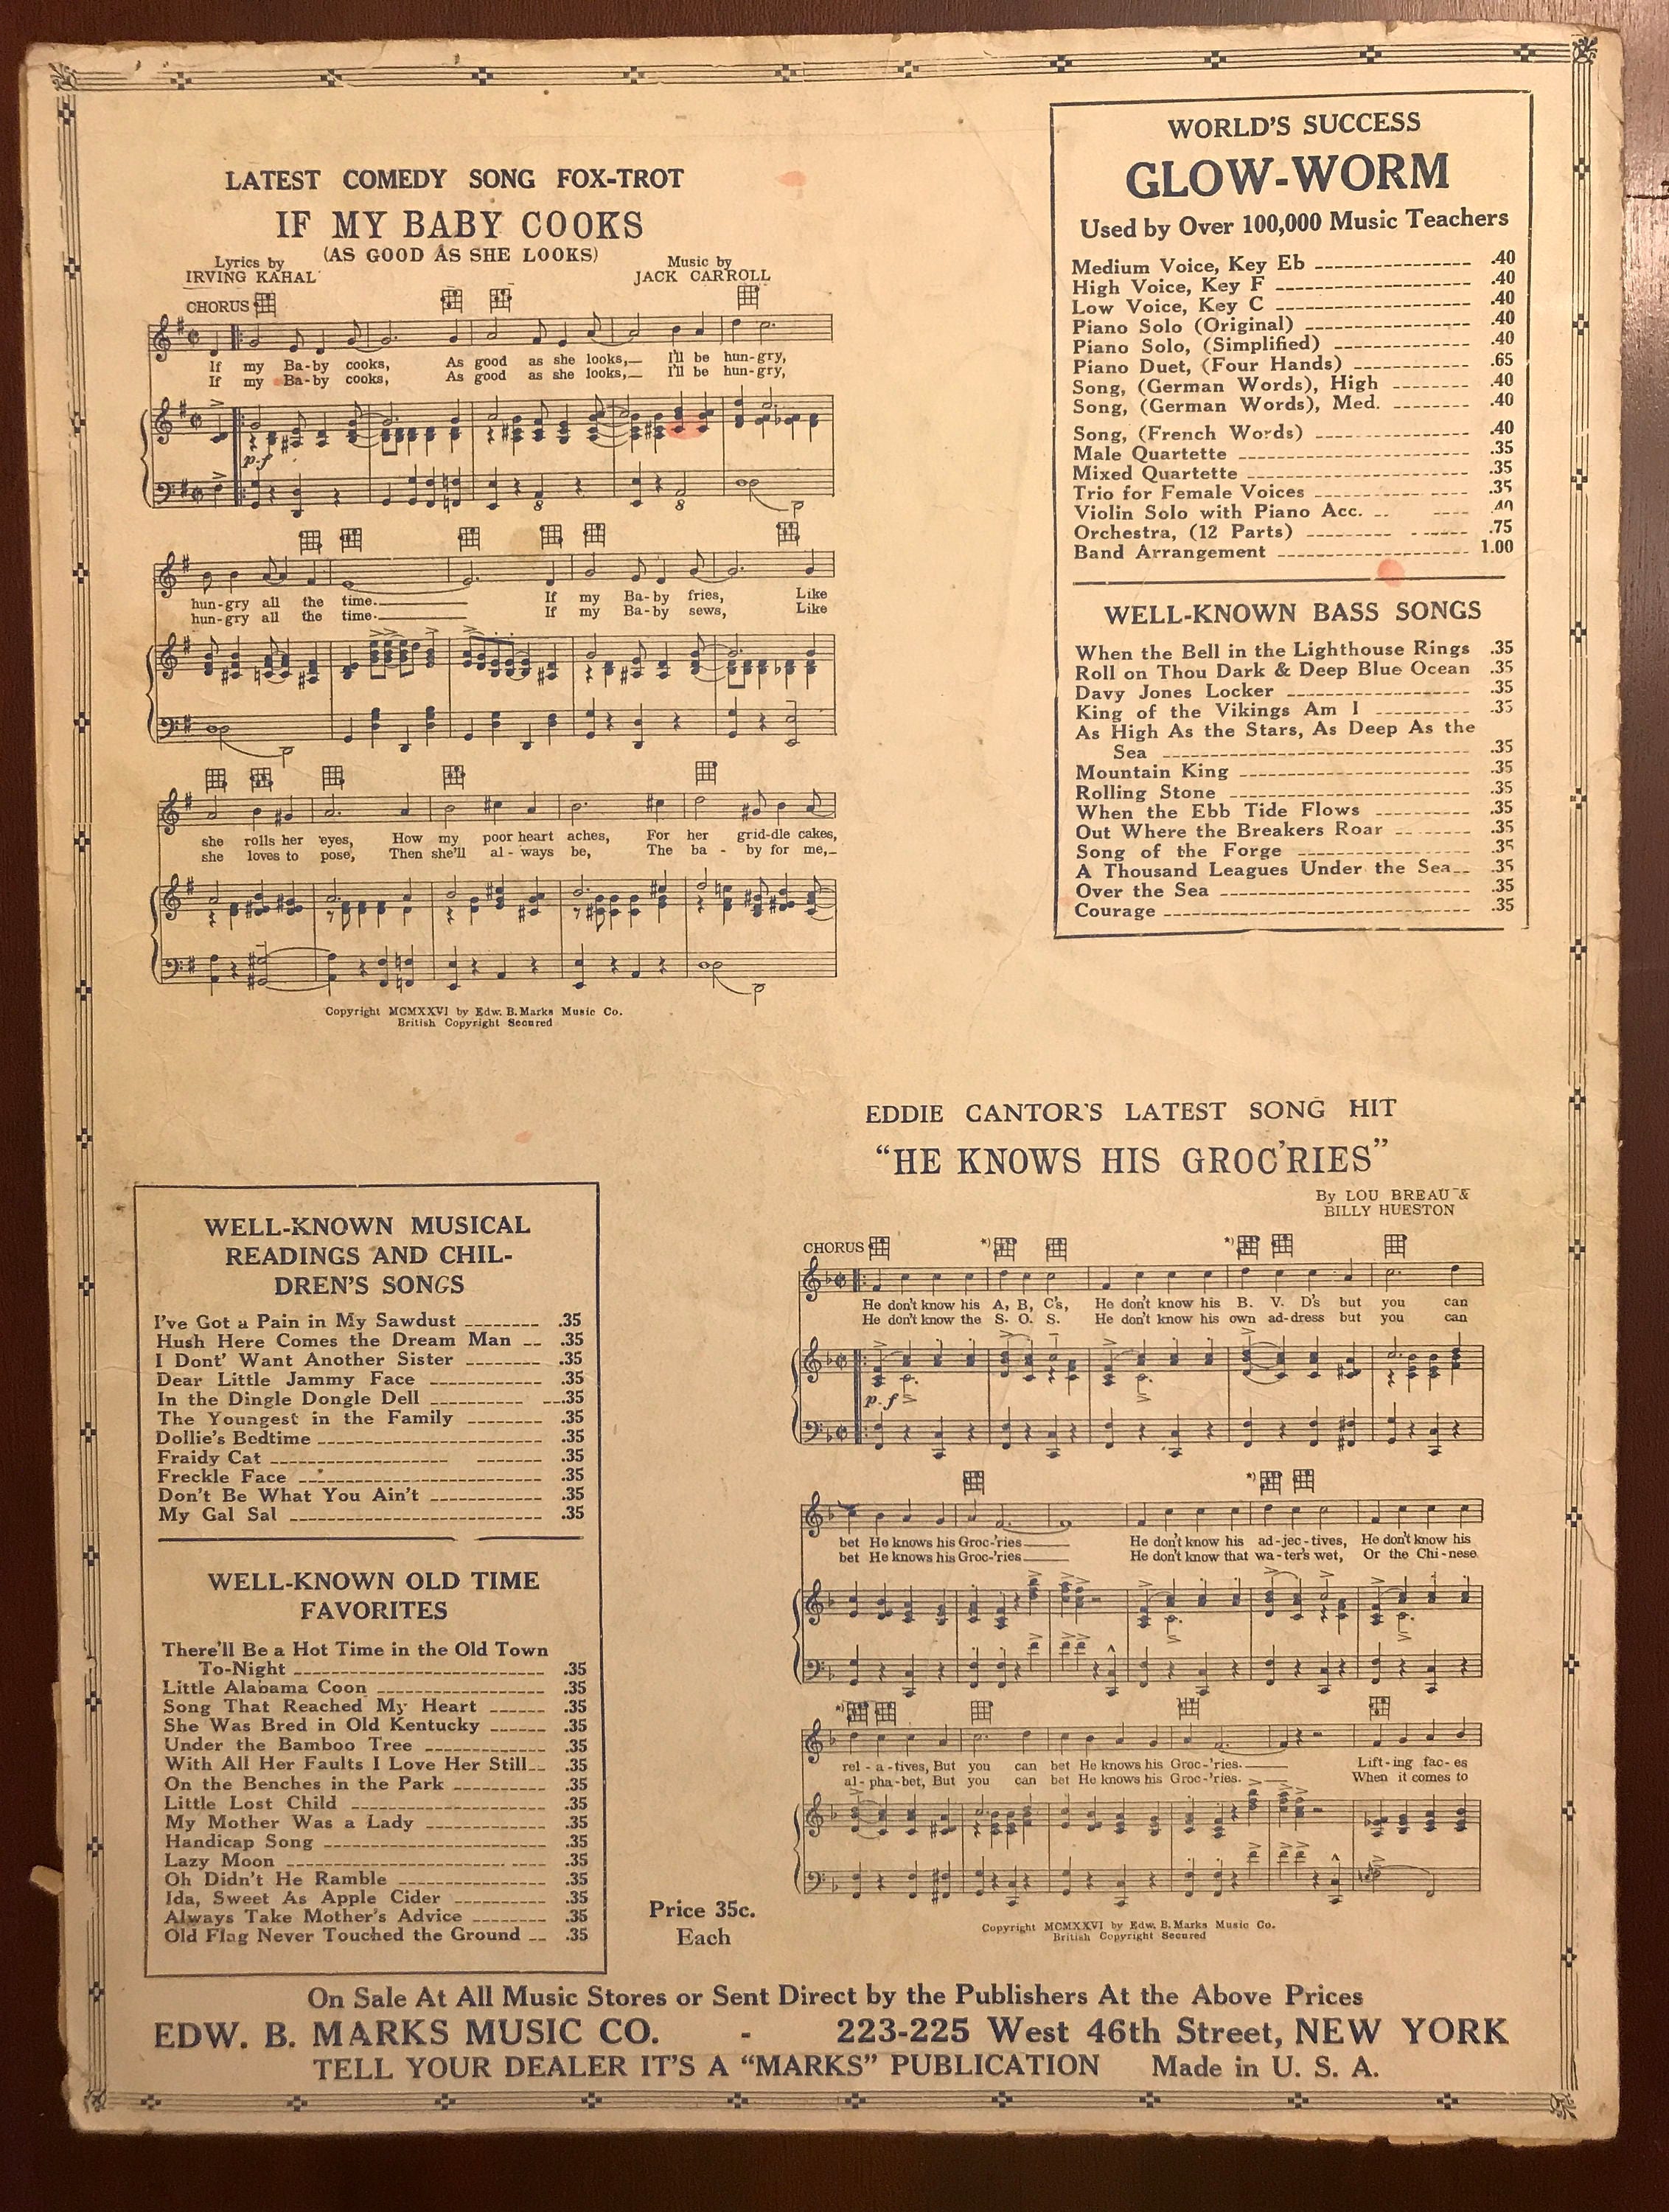 LATEST COMEDY SONG FOX-TROT
IF MY BABY COOKS
(AS GOOD AS SHE LOOKS)
Lyrics by
IRVING KAHAL
Music by
JACK CARROLL
CHORUS
If my Ba-by cooks, As good as she looks, I'll be hun-gry,
If my Ba-by cooks, As good as she looks, I'll be hun-gry,
p-f
8 8
hun-gry all the time. If my Ba-by fries, Like
hun-gry all the time. If my Ba-by sews, Like
she rolls her eyes, How my poor heart aches, For her grid-dle cakes,
she loves to pose, Then she'll al-ways be, The ba-by for me,
Copyright MCMXXVI by Edw. B. Marks Music Co.
British Copyright Secured
WORLD'S SUCCESS
GLOW-WORM
Used by Over 100,000 Music Teachers
Medium Voice, Key Eb .40
High Voice, Key F .40
Low Voice, Key C .40
Piano Solo (Original) .40
Piano Solo, (Simplified) .40
Piano Duet, (Four Hands) .65
Song, (German Words), High .40
Song, (German Words), Med. .40
Song, (French Words) .40
Male Quartette .35
Mixed Quartette .35
Trio for Female Voices .35
Violin Solo with Piano Acc. .40
Orchestra, (12 Parts) .75
Band Arrangement 1.00
WELL-KNOWN BASS SONGS
When the Bell in the Lighthouse Rings .35
Roll on Thou Dark & Deep Blue Ocean .35
Davy Jones Locker .35
King of the Vikings Am I .35
As High As the Stars, As Deep As the
Sea .35
Mountain King .35
Rolling Stone .35
When the Ebb Tide Flows .35
Out Where the Breakers Roar .35
Song of the Forge .35
A Thousand Leagues Under the Sea .35
Over the Sea .35
Courage .35
EDDIE CANTOR'S LATEST SONG HIT
"HE KNOWS HIS GROC'RIES"
By LOU BREAU &
BILLY HUESTON
CHORUS *) *)
He don't know his A, B, C's, He don't know his B. V. D's but you can
He don't know the S. O. S. He don't know his own ad-dress but you can
p-f
*)
bet He knows his Groc-'ries He don't know his ad-jec-tives, He don't know his
bet He knows his Groc-'ries He don't know that wa-ter's wet, Or the Chi-nese
*)
rel-a-tives, But you can bet He knows his Groc-'ries. Lift-ing fac-es
al-pha-bet, But you can bet He knows his Groc-'ries. When it comes to
Copyright MCMXXVI by Edw. B. Marks Music Co.
British Copyright Secured
WELL-KNOWN MUSICAL
READINGS AND CHIL-
DREN'S SONGS
I've Got a Pain in My Sawdust .35
Hush Here Comes the Dream Man .35
I Dont' Want Another Sister .35
Dear Little Jammy Face .35
In the Dingle Dongle Dell .35
The Youngest in the Family .35
Dollie's Bedtime .35
Fraidy Cat .35
Freckle Face .35
Don't Be What You Ain't .35
My Gal Sal .35
WELL-KNOWN OLD TIME
FAVORITES
There'll Be a Hot Time in the Old Town
To-Night .35
Little Alabama Coon .35
Song That Reached My Heart .35
She Was Bred in Old Kentucky .35
Under the Bamboo Tree .35
With All Her Faults I Love Her Still .35
On the Benches in the Park .35
Little Lost Child .35
My Mother Was a Lady .35
Handicap Song .35
Lazy Moon .35
Oh Didn't He Ramble .35
Ida, Sweet As Apple Cider .35
Always Take Mother's Advice .35
Old Flag Never Touched the Ground .35
Price 35c.
Each
On Sale At All Music Stores or Sent Direct by the Publishers At the Above Prices
EDW. B. MARKS MUSIC CO. - 223-225 West 46th Street, NEW YORK
TELL YOUR DEALER IT'S A "MARKS" PUBLICATION Made in U. S. A.